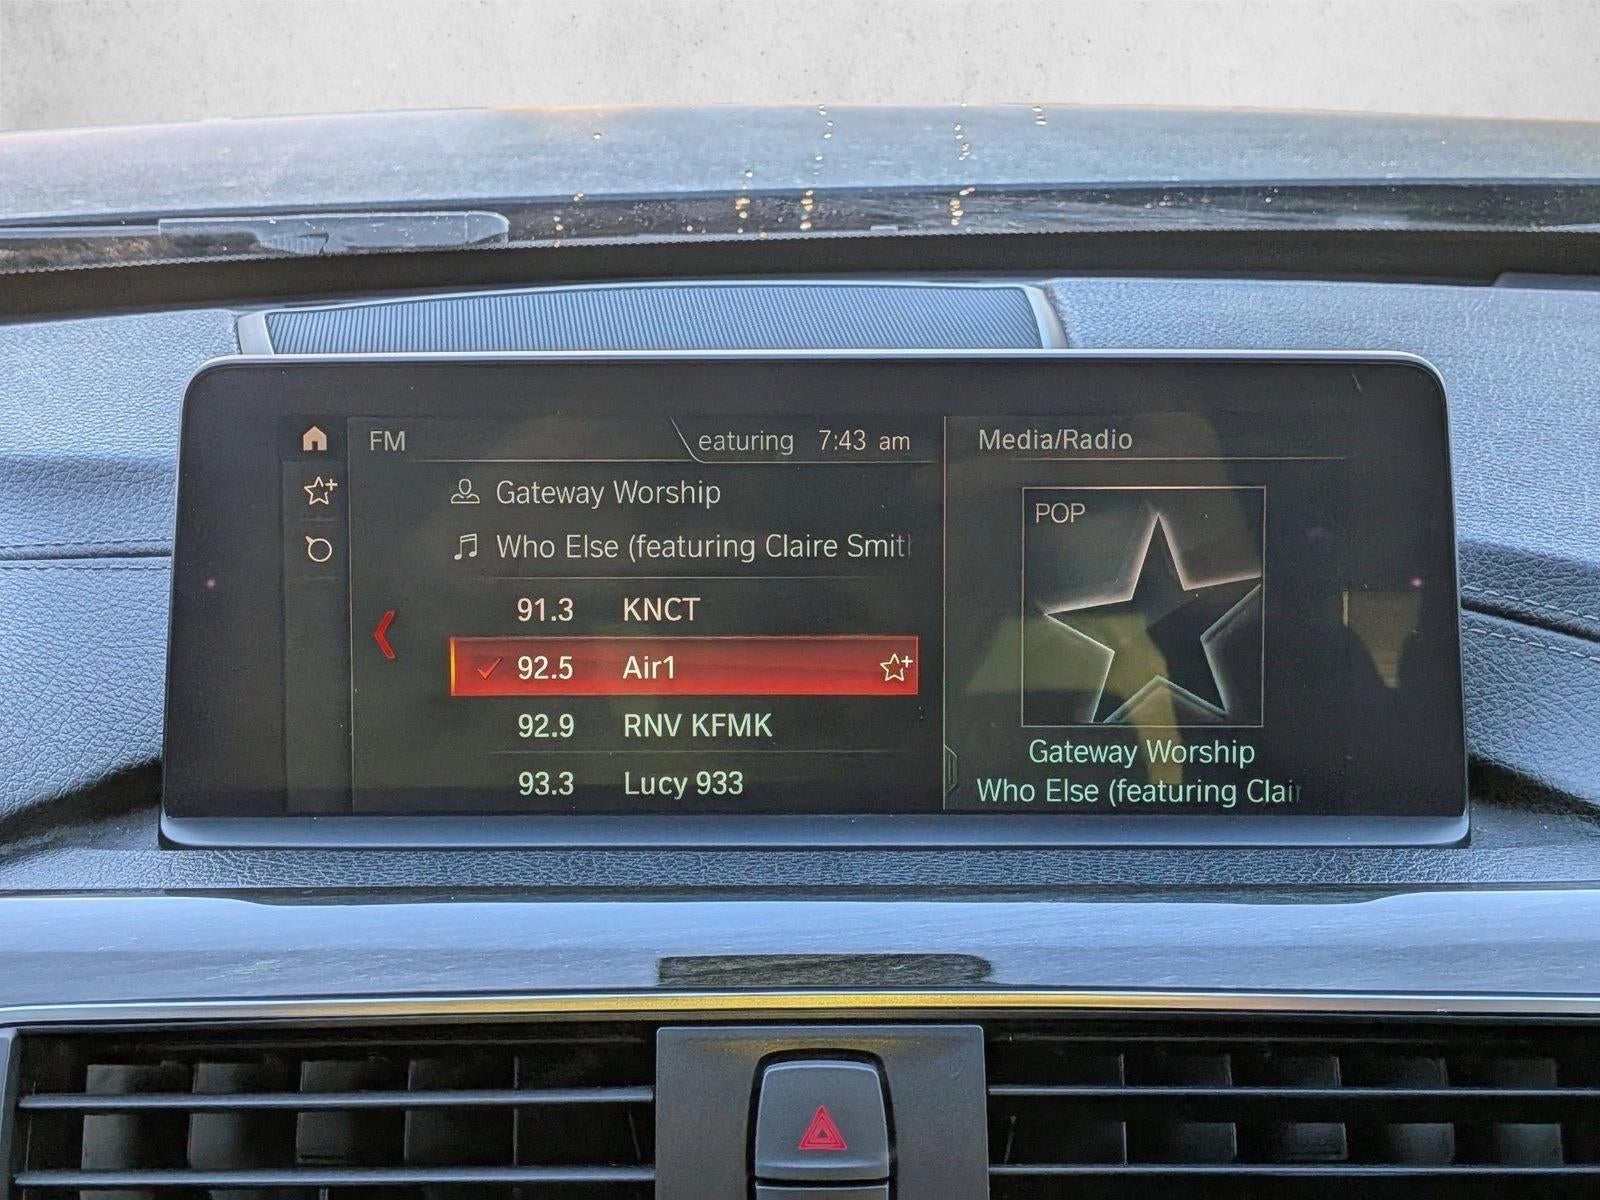 FM eaturing 7:43 am
Gateway Worship
Who Else (featuring Claire Smit
91.3 KNCT
92.5 Air1
92.9 RNV KFMK
93.3 Lucy 933
Media/Radio
POP
Gateway Worship
Who Else (featuring Clai